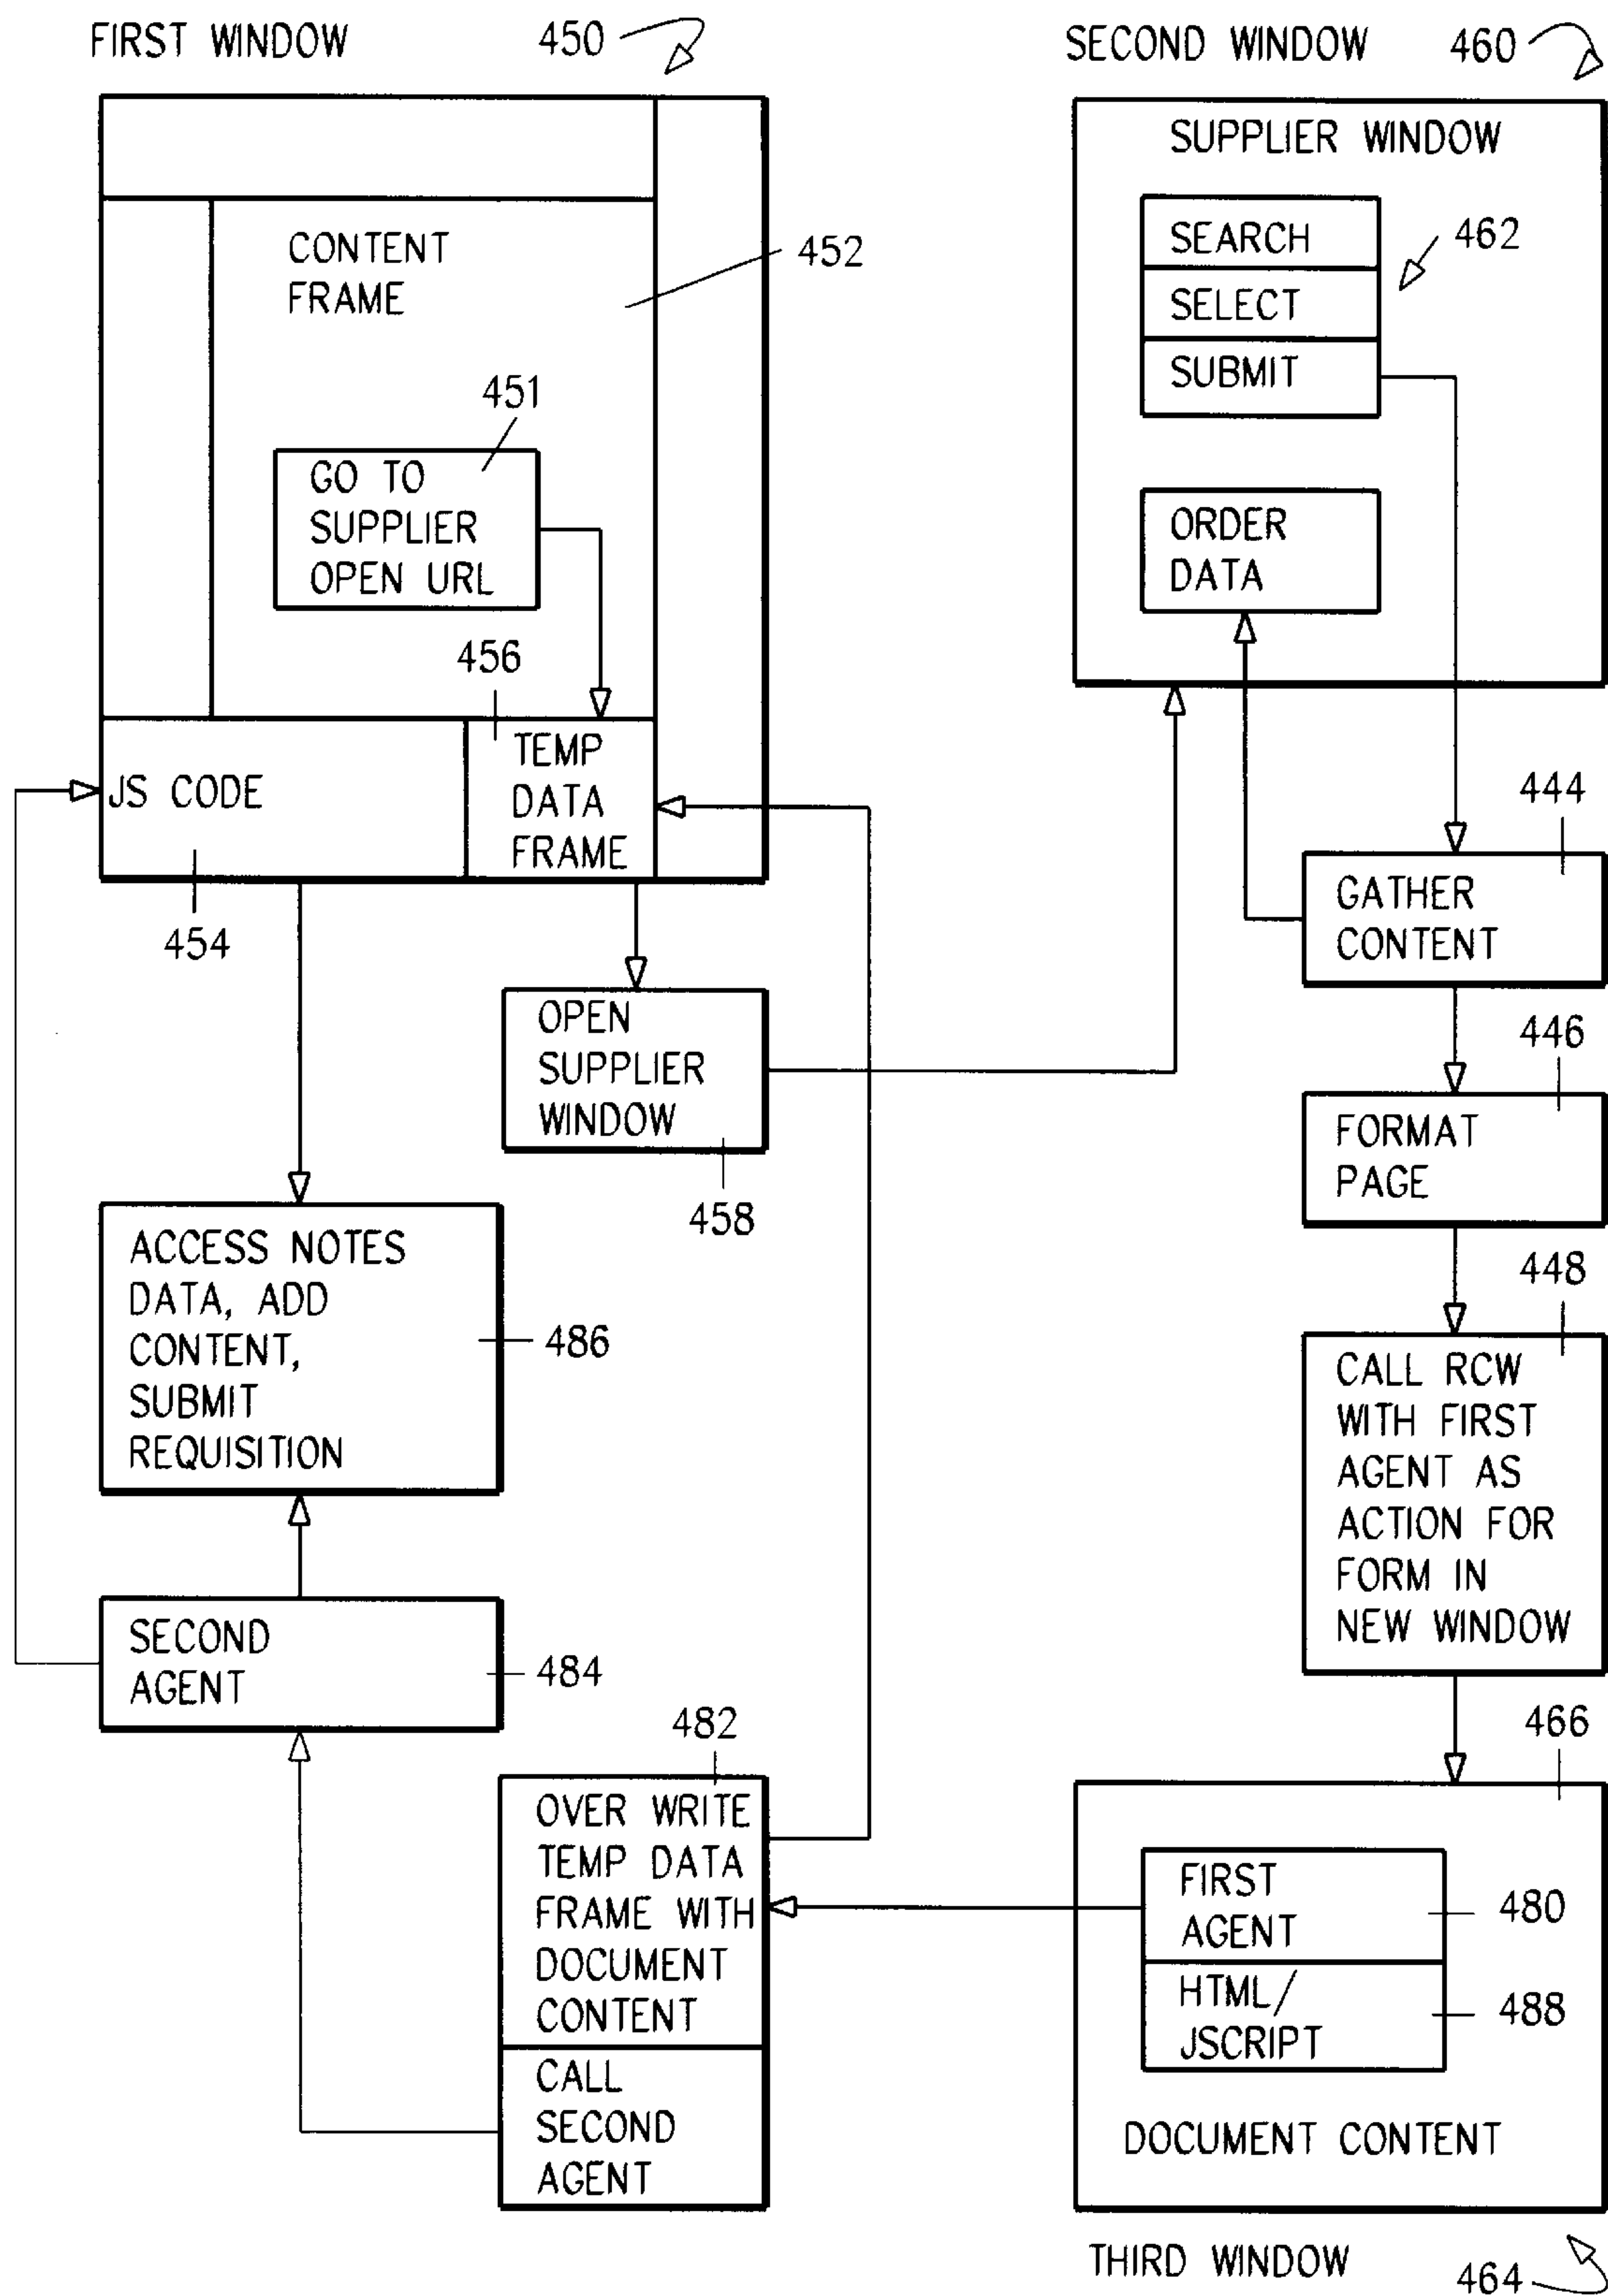 FIRST WINDOW
450
CONTENT
FRAME
452
451
GO TO
SUPPLIER
OPEN URL
456
TEMP
DATA
FRAME
JS CODE
454
OPEN
SUPPLIER
WINDOW
458
ACCESS NOTES
DATA, ADD
CONTENT,
SUBMIT
REQUISITION
486
SECOND
AGENT
484
482
OVER WRITE
TEMP DATA
FRAME WITH
DOCUMENT
CONTENT
CALL
SECOND
AGENT
SECOND WINDOW
460
SUPPLIER WINDOW
SEARCH
SELECT
SUBMIT
462
ORDER
DATA
444
GATHER
CONTENT
446
FORMAT
PAGE
448
CALL RCW
WITH FIRST
AGENT AS
ACTION FOR
FORM IN
NEW WINDOW
466
FIRST
AGENT
480
HTML/
JSCRIPT
488
DOCUMENT CONTENT
THIRD WINDOW
464